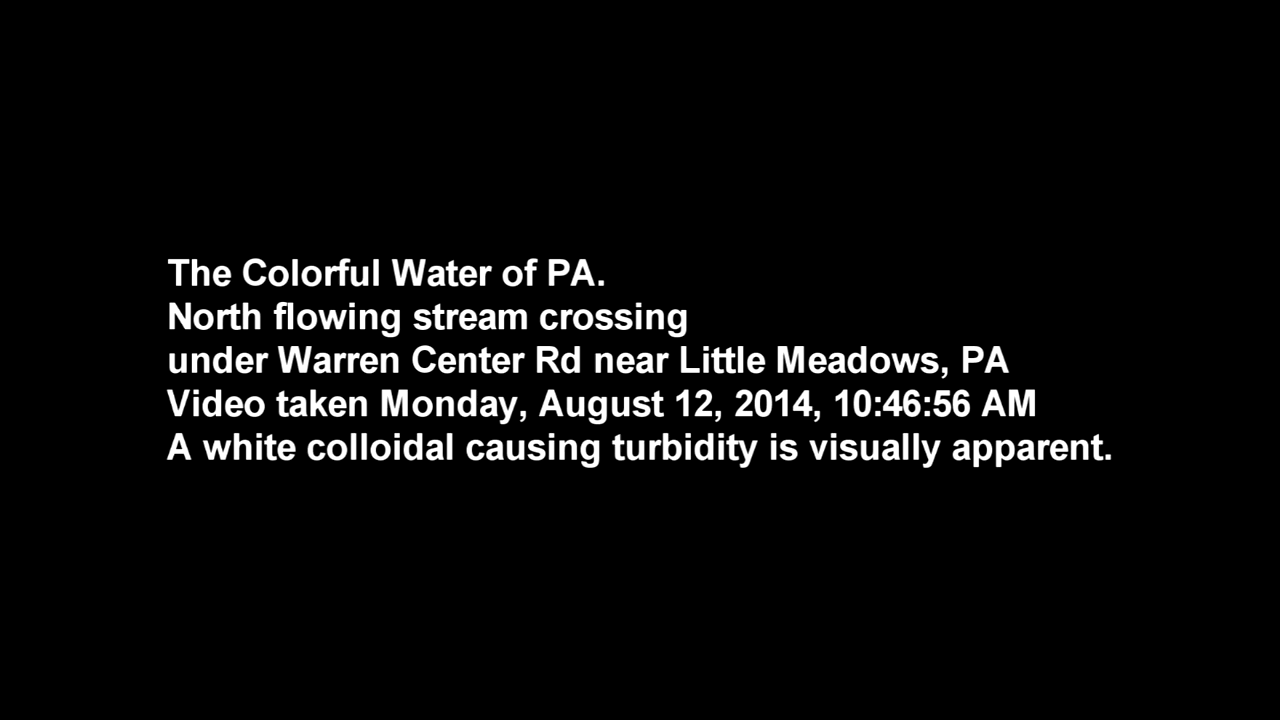 The Colorful Water of PA.
North flowing stream crossing
under Warren Center Rd near Little Meadows, PA
Video taken Monday, August 12, 2014, 10:46:56 AM
A white colloidal causing turbidity is visually apparent.